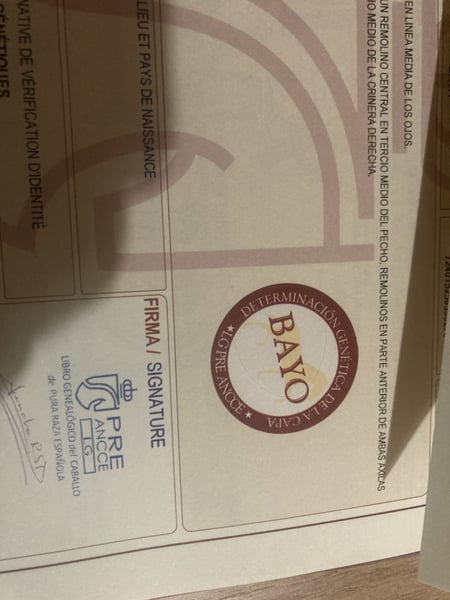 EN LINEA MEDIA DE LOS OJOS.
UN REMOLINO CENTRAL EN TERCIO MEDIO DEL PECHO, REMOLINOS EN PARTE ANTERIOR DE AMBAS AXILAS
MEDIO DE LA CRINERA DERECHA.
LIEU ET PAYS DE NAISSANCE
DE VÉRIFICATION D'IDENTITÉ
GÉNÉTIQUES
DETERMINACIÓN GENÉTICA DE LA CAPA
BAYO
LG PRE ANCCE
FIRMA / SIGNATURE
PRE
ANCCE
LG
LIBRO GENEALÓGICO del CABALLO
de PURA RAZA ESPAÑOLA